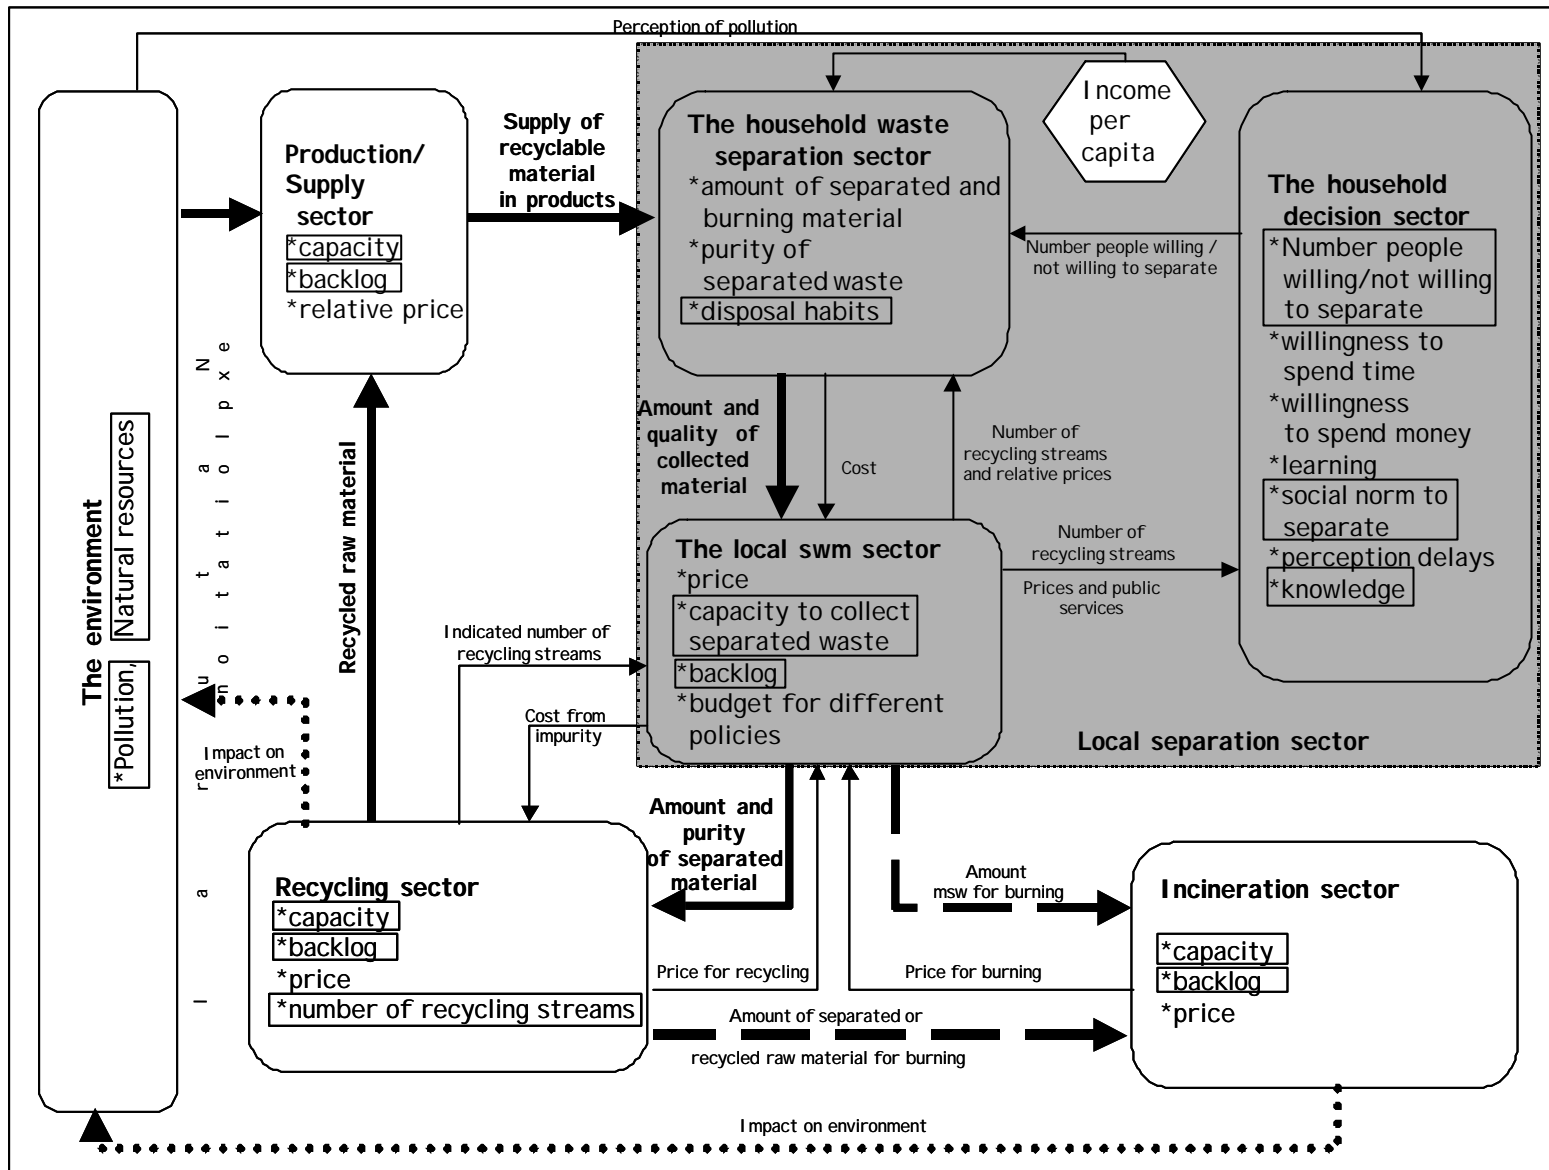 Perception of pollution
The environment
*Pollution, Natural resources
N a t u r a l
exploitation
Production/
Supply
sector
*capacity
*backlog
*relative price
Supply of
recyclable
material
in products
The household waste
separation sector
*amount of separated and
burning material
*purity of
separated waste
*disposal habits
Income
per
capita
The household
decision sector
*Number people
willing/not willing
to separate
*willingness to
spend time
*willingness
to spend money
*learning
*social norm to
separate
*perception delays
*knowledge
Number people willing /
not willing to separate
Amount and
quality of
collected
material
Cost
Number of
recycling streams
and relative prices
Number of
recycling streams
Prices and public
services
The local swm sector
*price
*capacity to collect
separated waste
*backlog
*budget for different
policies
Local separation sector
Recycled raw material
Indicated number of
recycling streams
Cost from
impurity
Impact on
environment
Amount and
purity
of separated
material
Recycling sector
*capacity
*backlog
*price
*number of recycling streams
Amount
msw for burning
Price for recycling
Price for burning
Amount of separated or
recycled raw material for burning
Incineration sector
*capacity
*backlog
*price
Impact on environment